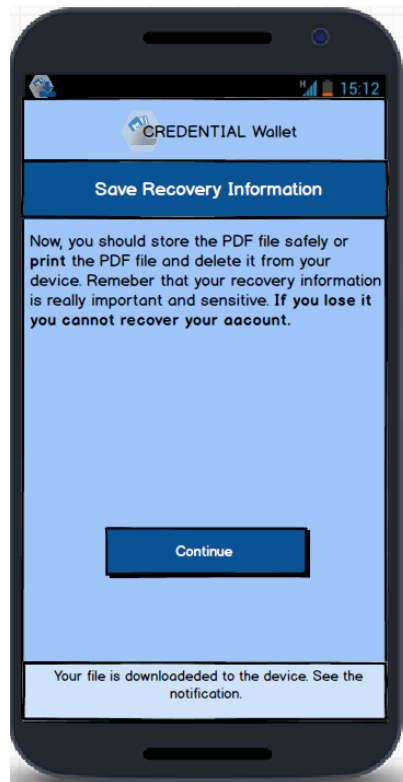 H 15:12
CREDENTIAL Wallet
Save Recovery Information
Now, you should store the PDF file safely or
print the PDF file and delete it from your
device. Remeber that your recovery information
is really important and sensitive. If you lose it
you cannot recover your aacount.
Continue
Your file is downloadeded to the device. See the
notification.